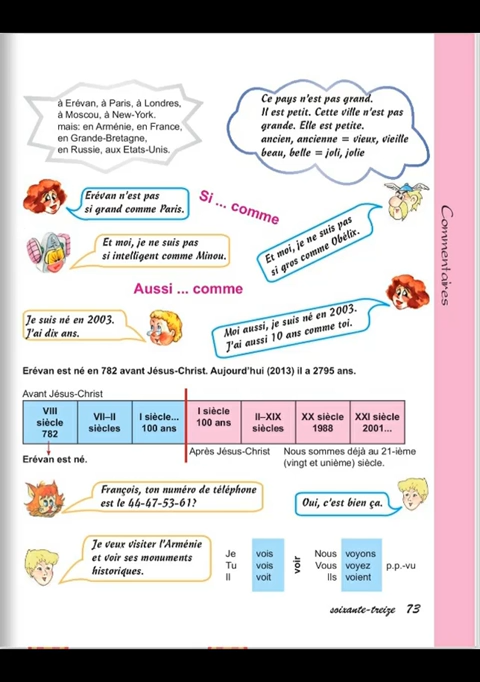 à Erévan, à Paris, à Londres,
à Moscou, à New-York.
mais: en Arménie, en France,
en Grande-Bretagne,
en Russie, aux Etats-Unis.
Ce pays n'est pas grand.
Il est petit. Cette ville n'est pas
grande. Elle est petite.
ancien, ancienne = vieux, vieille
beau, belle = joli, jolie
Commentaires
Erévan n'est pas
si grand comme Paris.
Si ... comme
Et moi, je ne suis pas
si gros comme Obélix.
Et moi, je ne suis pas
si intelligent comme Minou.
Aussi ... comme
Je suis né en 2003.
J'ai dix ans.
Moi aussi, je suis né en 2003.
J'ai aussi 10 ans comme toi.
Erévan est né en 782 avant Jésus-Christ. Aujourd'hui (2013) il a 2795 ans.
Avant Jésus-Christ
VIII
siècle
782
VII–II
siècles
I siècle...
100 ans
I siècle
100 ans
II–XIX
siècles
XX siècle
1988
XXI siècle
2001...
Erévan est né.
Après Jésus-Christ
Nous sommes déjà au 21-ième
(vingt et unième) siècle.
François, ton numéro de téléphone
est le 44-47-53-61?
Oui, c'est bien ça.
Je veux visiter l'Arménie
et voir ses monuments
historiques.
Je vois
Tu vois
Il voit
voir
Nous voyons
Vous voyez p.p.-vu
Ils voient
soixante-treize 73